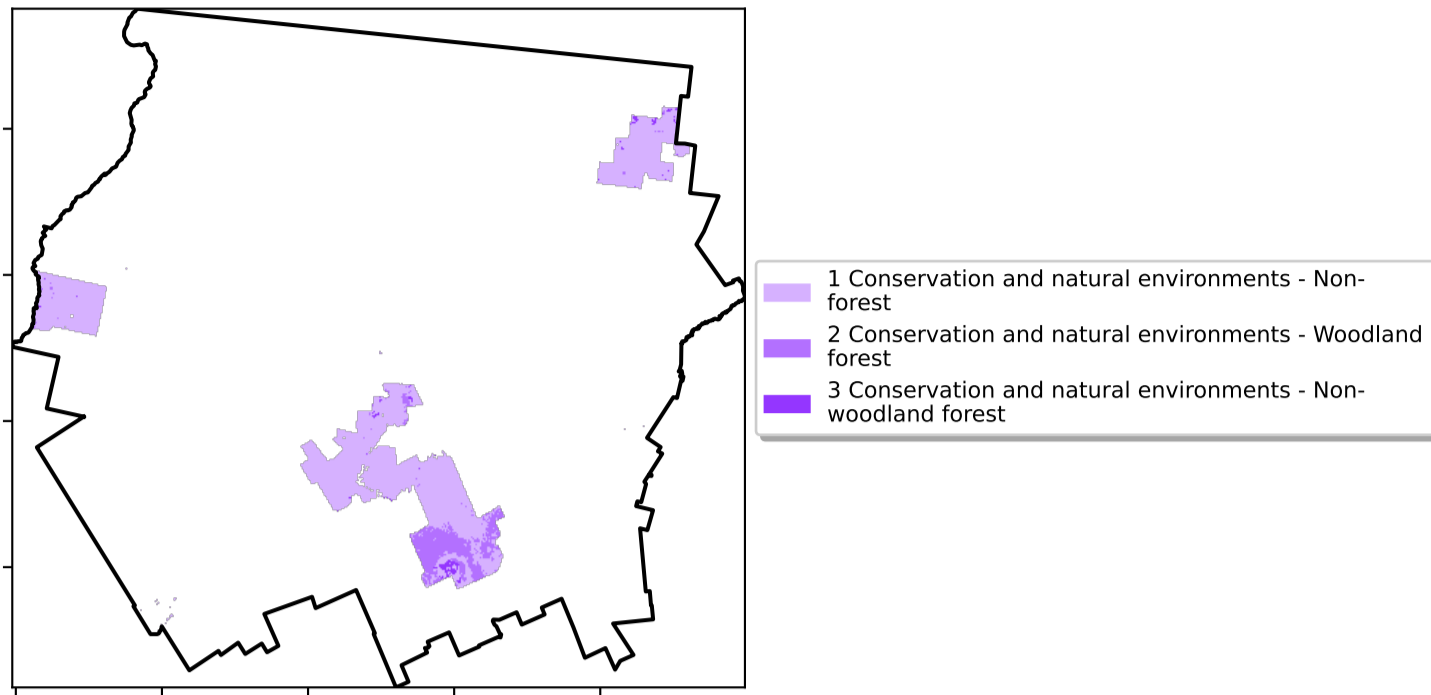 1 Conservation and natural environments - Non-
forest
2 Conservation and natural environments - Woodland
forest
3 Conservation and natural environments - Non-
woodland forest